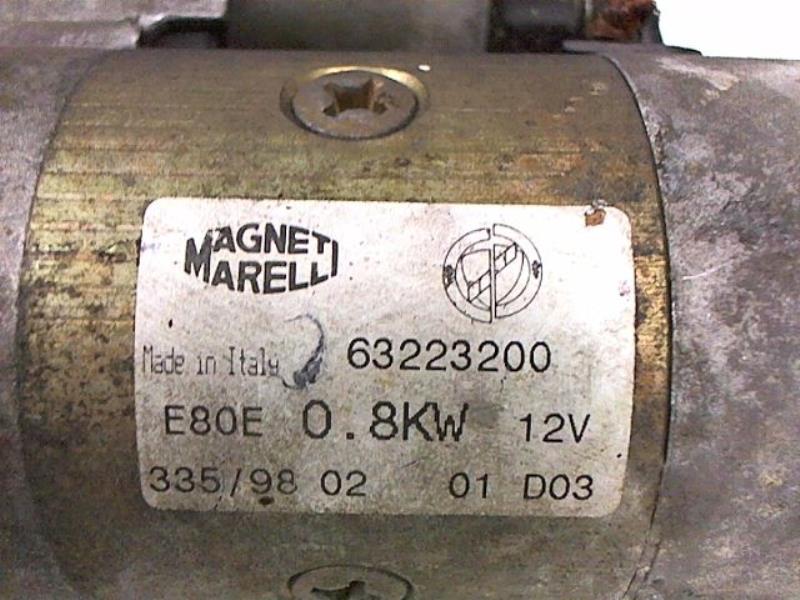 MAGNETI
MARELLI
Made in Italy 63223200
E80E 0.8KW 12V
335/98 02 01 D03